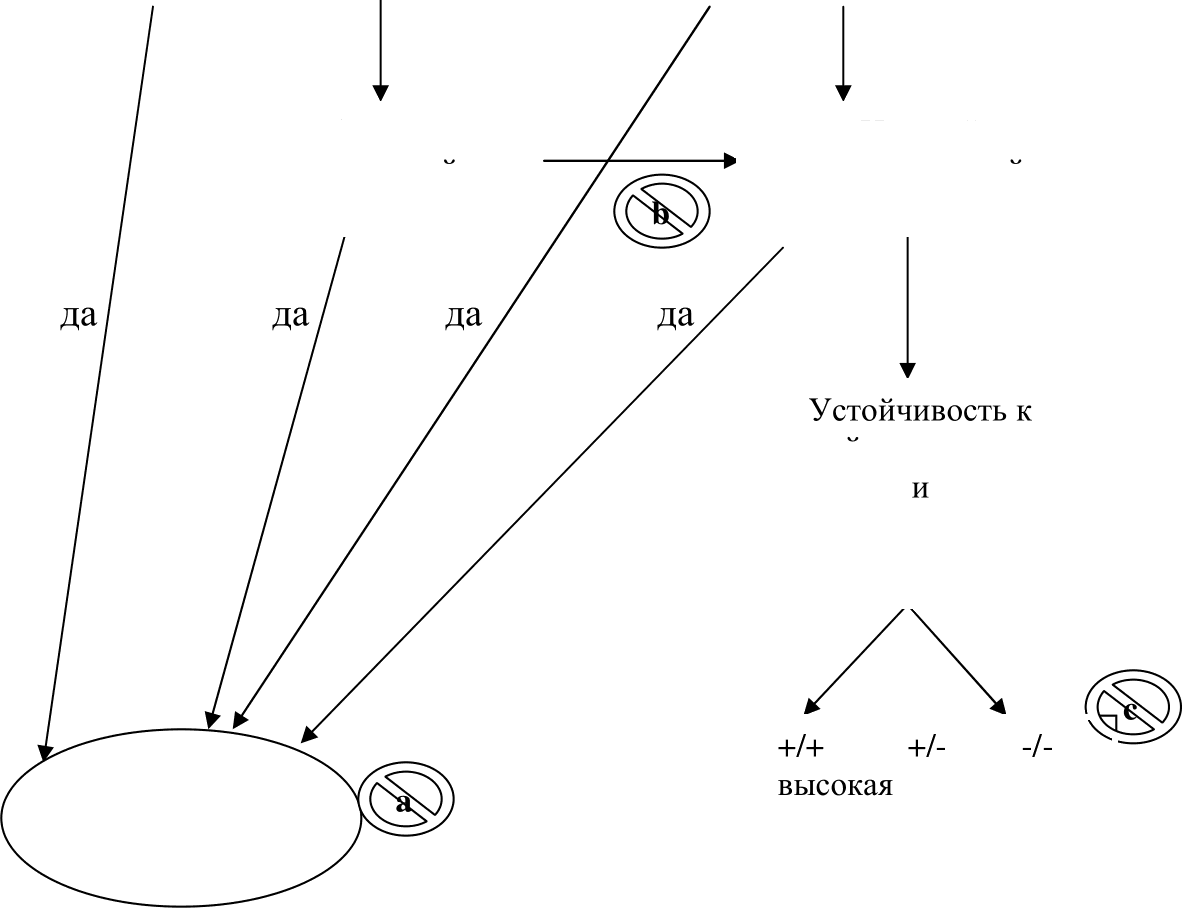 b
да да да да
Устойчивость к
и
c
+/+ +/- -/-
высокая
a